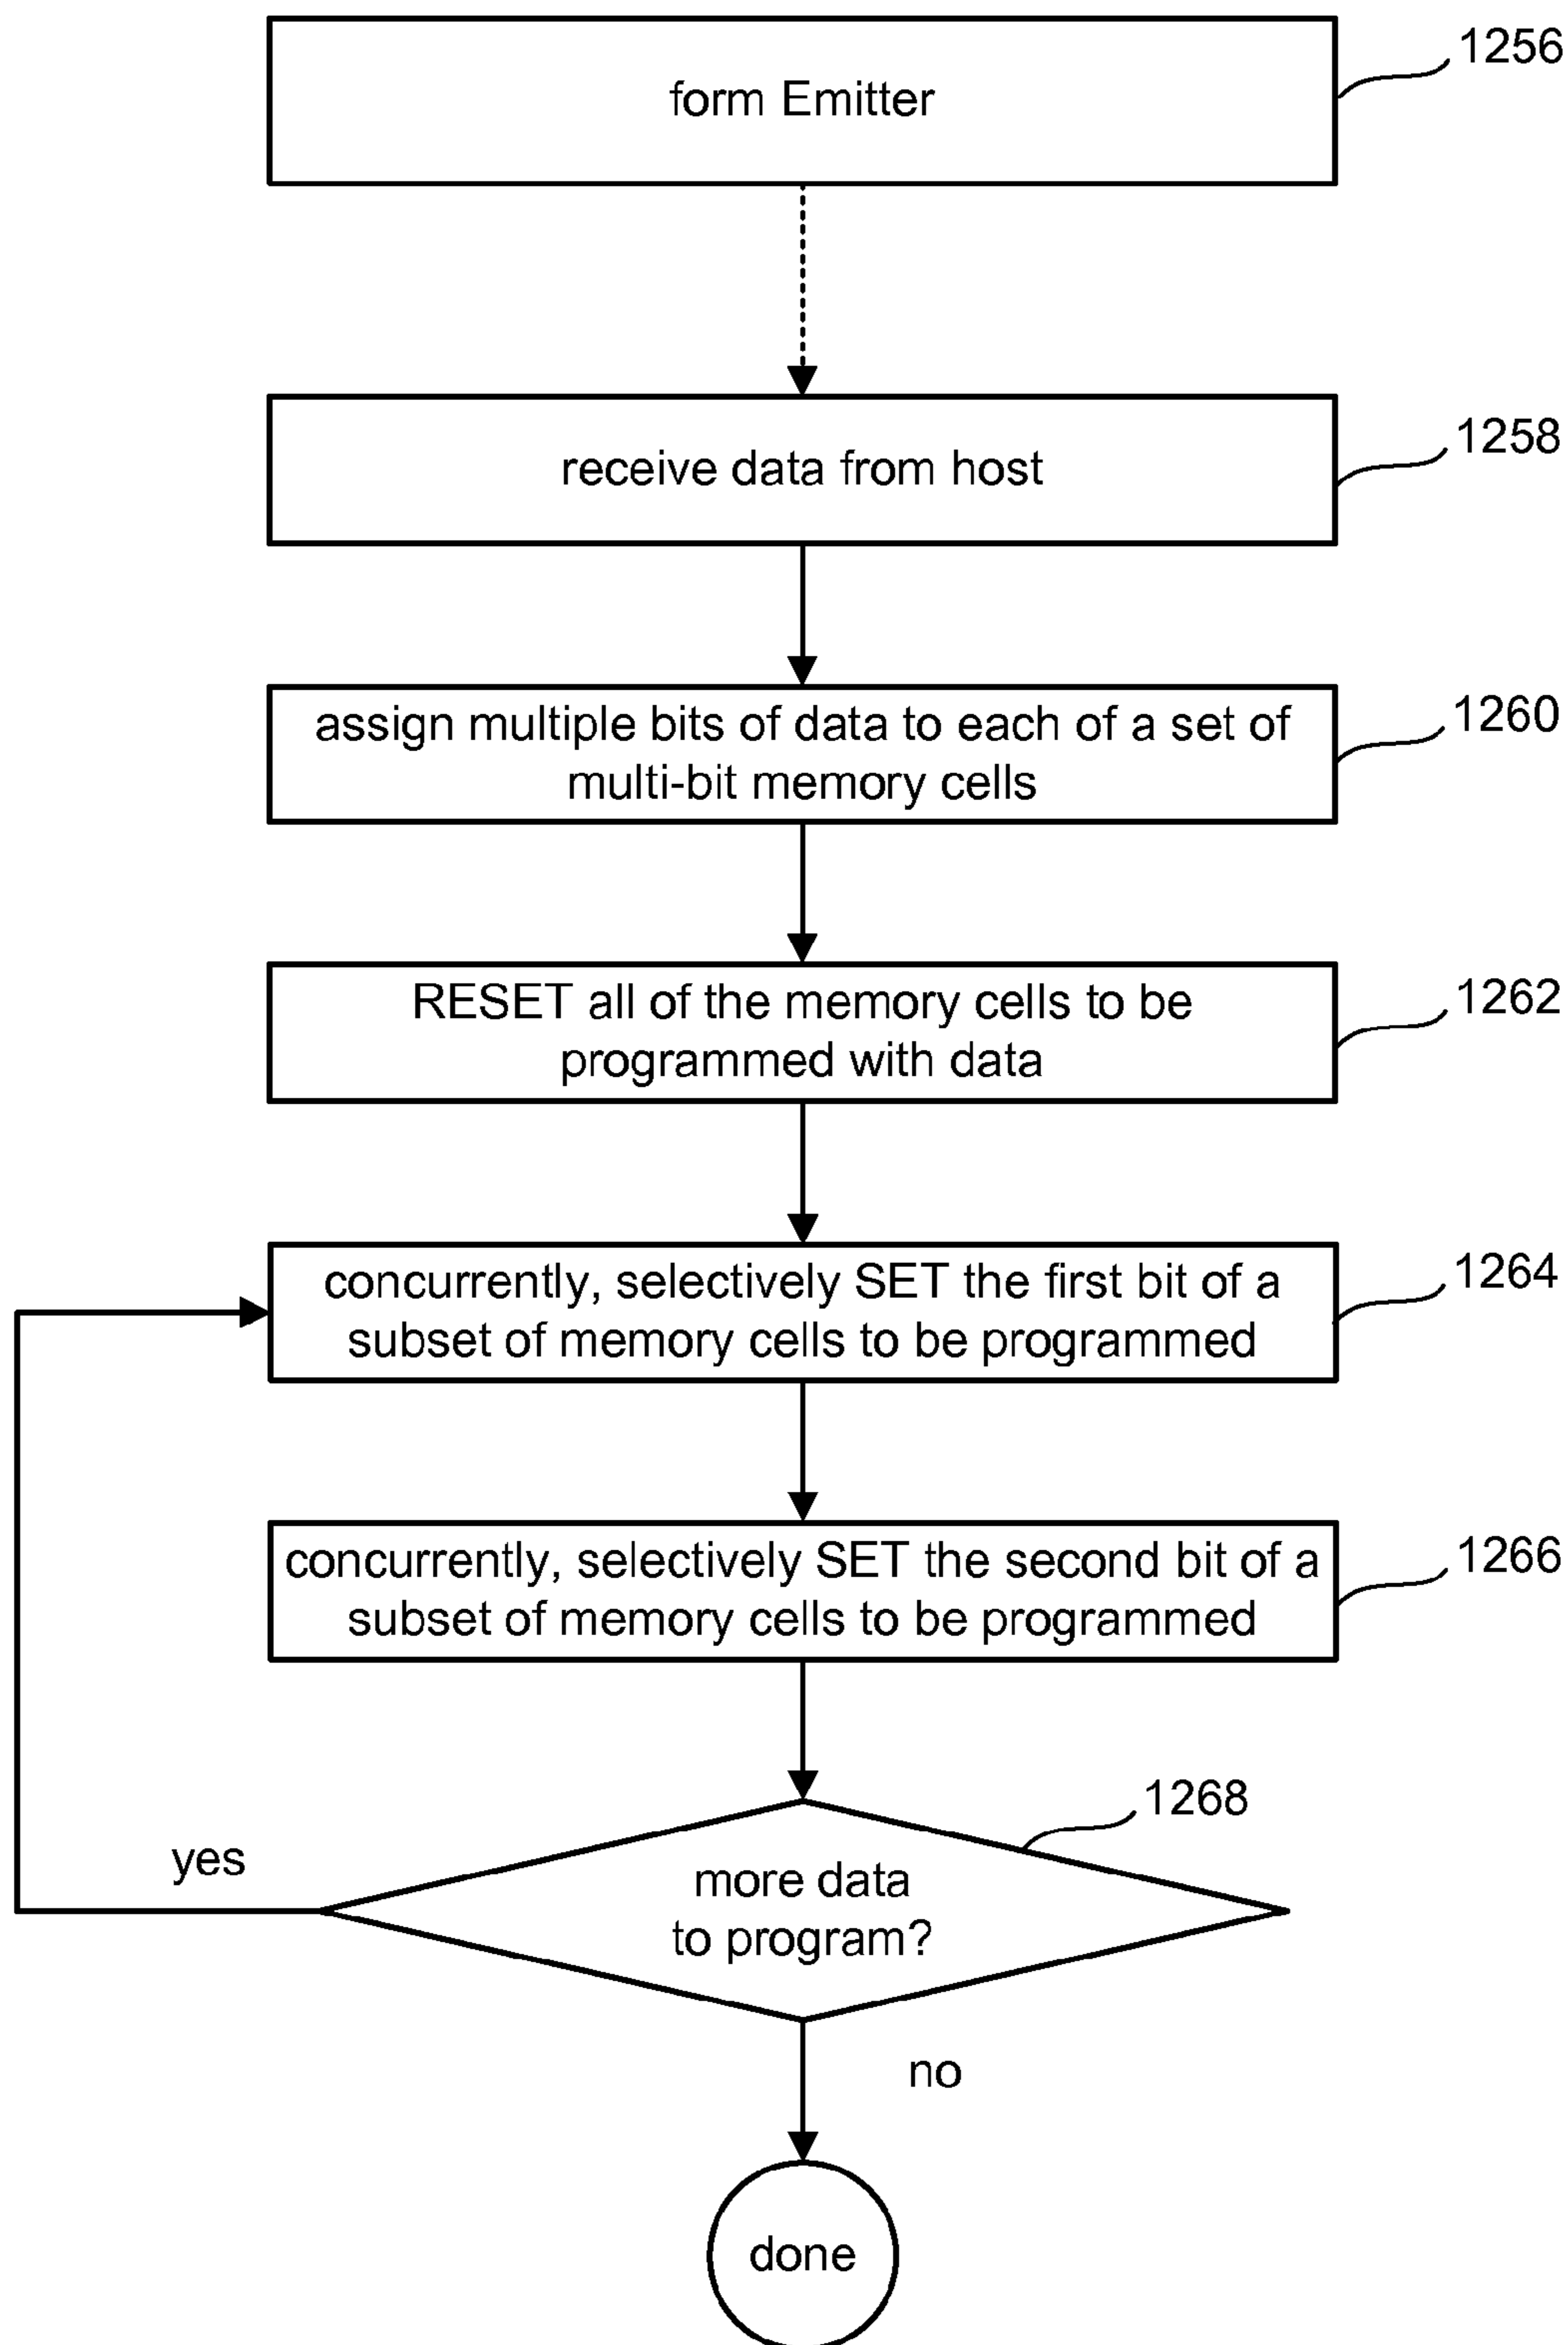 form Emitter
1256
receive data from host
1258
assign multiple bits of data to each of a set of
multi-bit memory cells
1260
RESET all of the memory cells to be
programmed with data
1262
concurrently, selectively SET the first bit of a
subset of memory cells to be programmed
1264
concurrently, selectively SET the second bit of a
subset of memory cells to be programmed
1266
1268
more data
to program?
yes
no
done